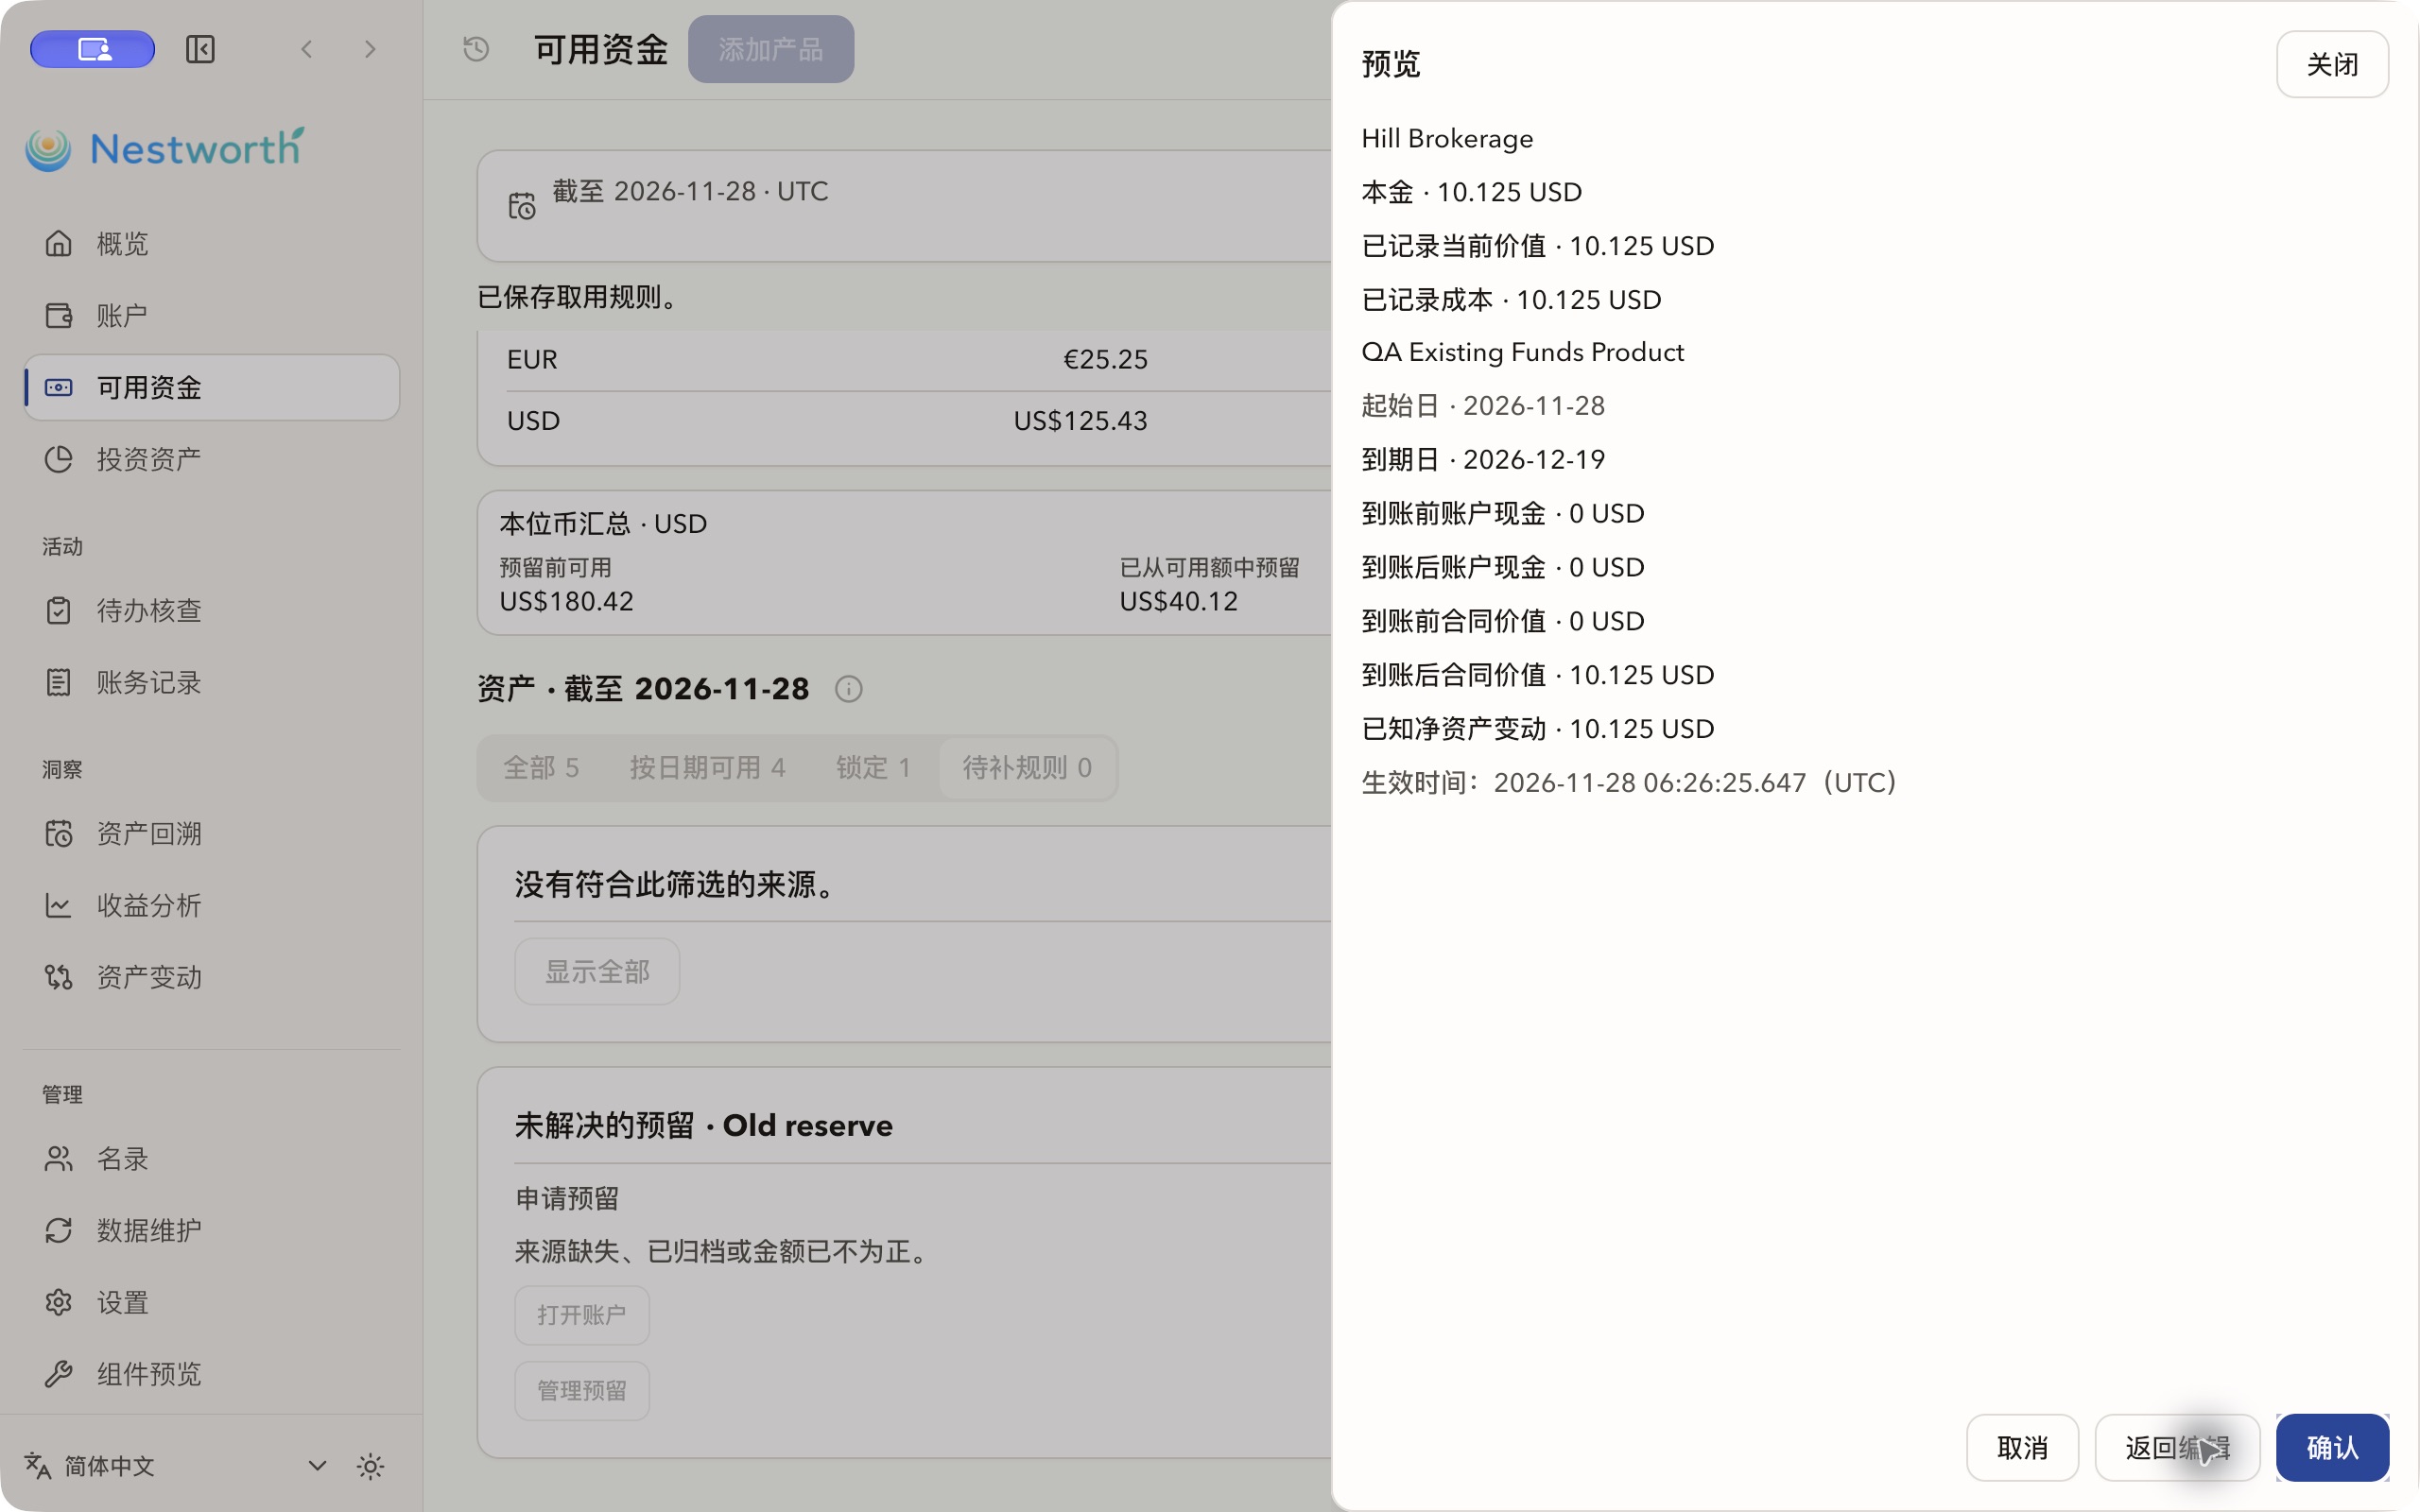 Nestworth
概览
账户
可用资金
投资资产
活动
待办核查
账务记录
洞察
资产回溯
收益分析
资产变动
管理
名录
数据维护
设置
组件预览
简体中文
可用资金
添加产品
截至 2026-11-28 · UTC
已保存取用规则。
EUR €25.25
USD US$125.43
本位币汇总 · USD
预留前可用 已从可用额中预留
US$180.42 US$40.12
资产 · 截至 2026-11-28
全部 5 按日期可用 4 锁定 1 待补规则 0
没有符合此筛选的来源。
显示全部
未解决的预留 · Old reserve
申请预留
来源缺失、已归档或金额已不为正。
打开账户
管理预留
预览
关闭
Hill Brokerage
本金 · 10.125 USD
已记录当前价值 · 10.125 USD
已记录成本 · 10.125 USD
QA Existing Funds Product
起始日 · 2026-11-28
到期日 · 2026-12-19
到账前账户现金 · 0 USD
到账后账户现金 · 0 USD
到账前合同价值 · 0 USD
到账后合同价值 · 10.125 USD
已知净资产变动 · 10.125 USD
生效时间：2026-11-28 06:26:25.647（UTC）
取消 返回编辑 确认